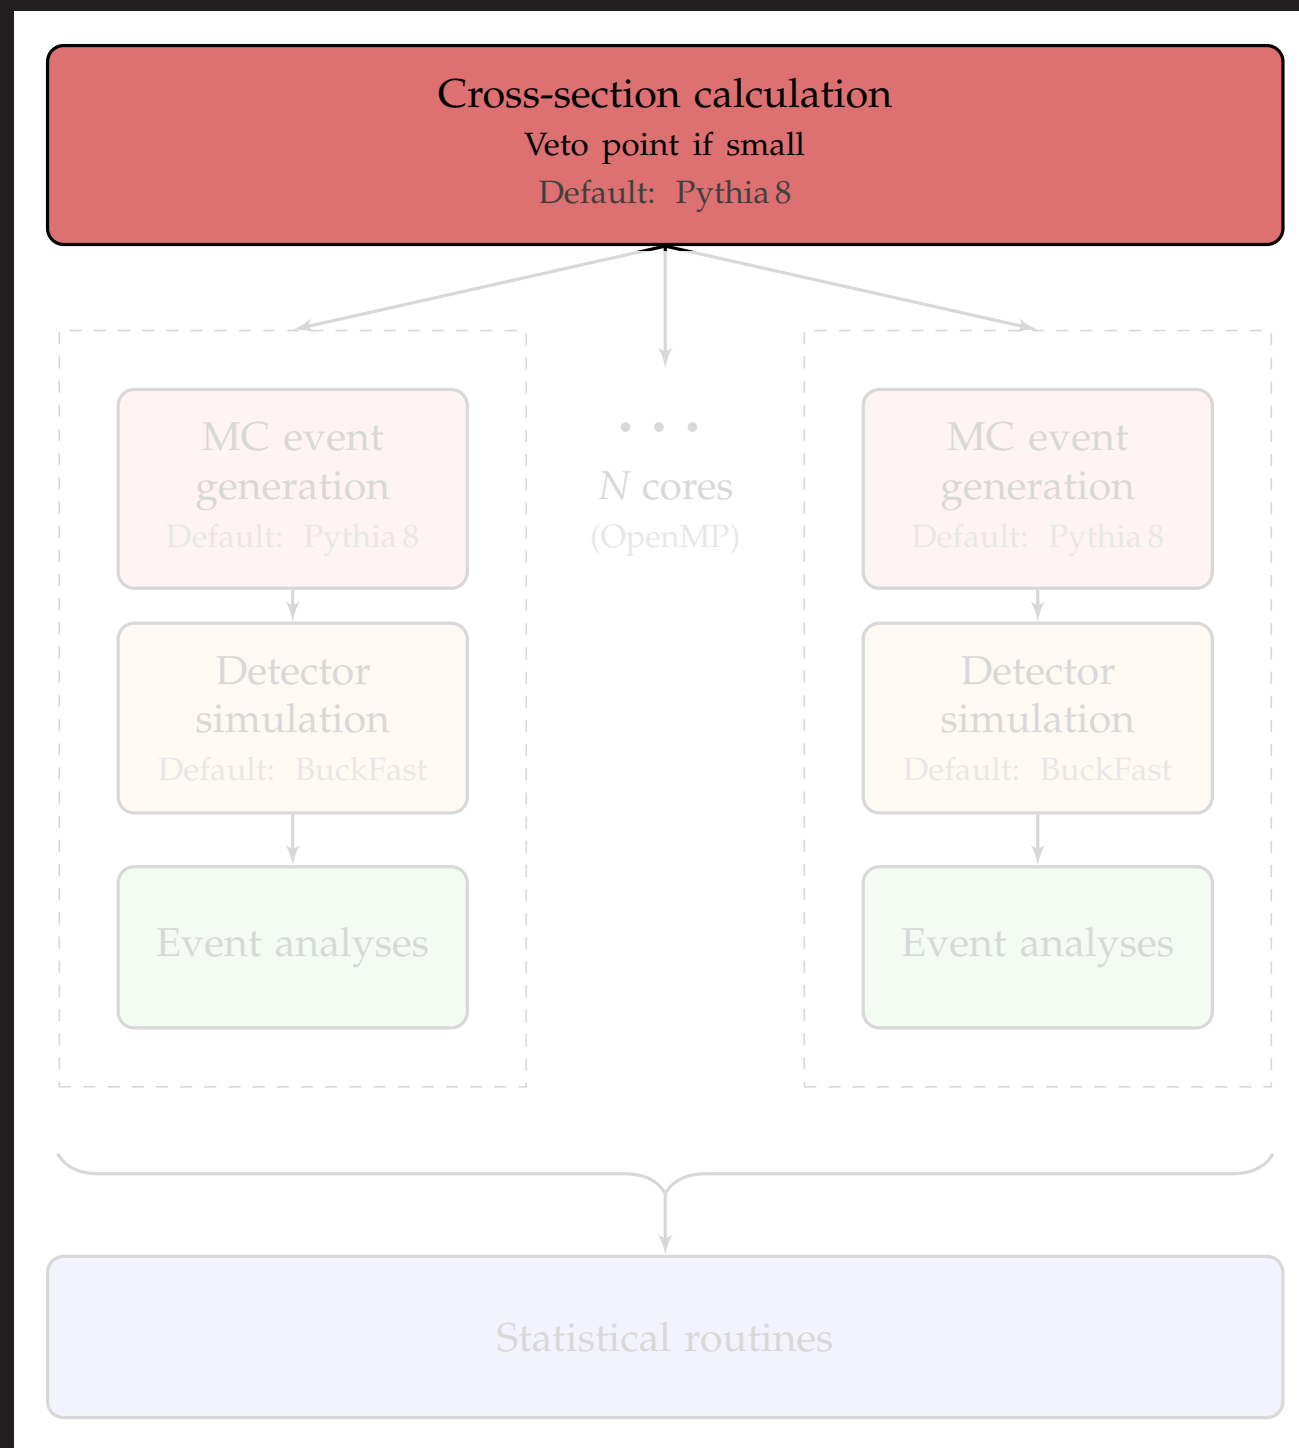 Cross-section calculation
Veto point if small
Default: Pythia 8
MC event
generation
Default: Pythia 8
Detector
simulation
Default: BuckFast
Event analyses
• • •
N cores
(OpenMP)
MC event
generation
Default: Pythia 8
Detector
simulation
Default: BuckFast
Event analyses
Statistical routines